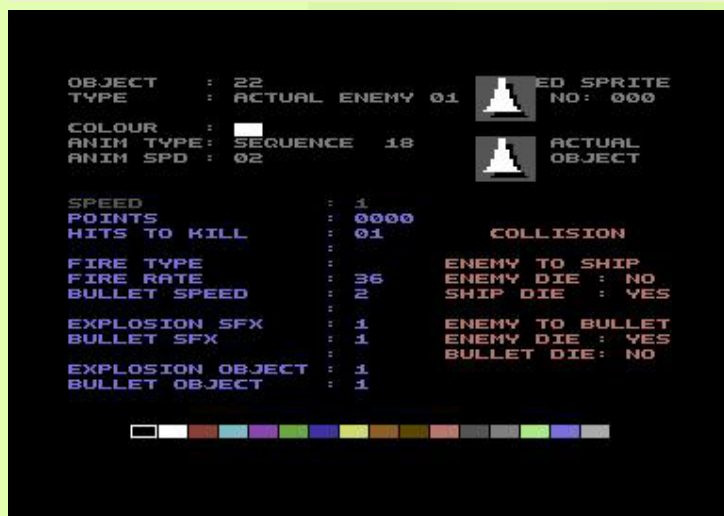 OBJECT : 22 ED SPRITE
TYPE : ACTUAL ENEMY 01 NO: 000
COLOUR :
ANIM TYPE: SEQUENCE 18 ACTUAL
ANIM SPD : 02 OBJECT
SPEED : 1
POINTS : 0000
HITS TO KILL : 01 COLLISION
:
FIRE TYPE : ENEMY TO SHIP
FIRE RATE : 36 ENEMY DIE : NO
BULLET SPEED : 2 SHIP DIE : YES
:
EXPLOSION SFX : 1 ENEMY TO BULLET
BULLET SFX : 1 ENEMY DIE : YES
: BULLET DIE: NO
EXPLOSION OBJECT : 1
BULLET OBJECT : 1